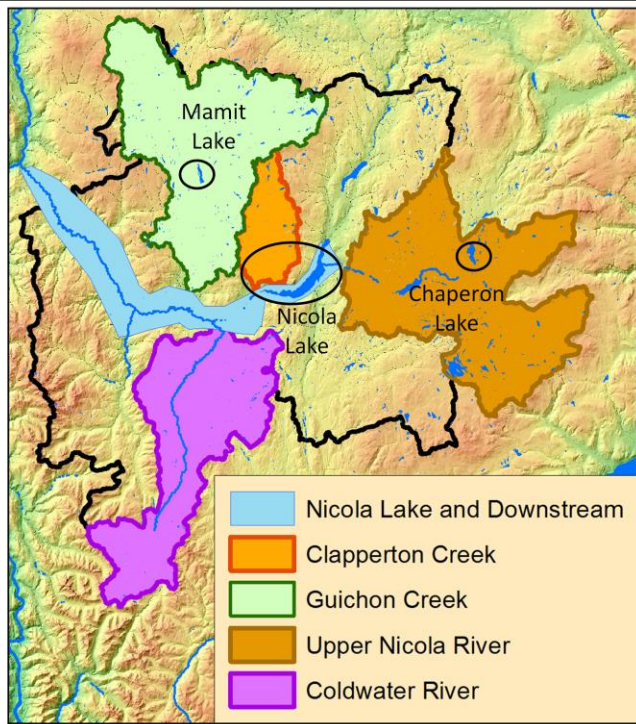 Mamit
Lake
Chaperon
Lake
Nicola
Lake
Nicola Lake and Downstream
Clapperton Creek
Guichon Creek
Upper Nicola River
Coldwater River